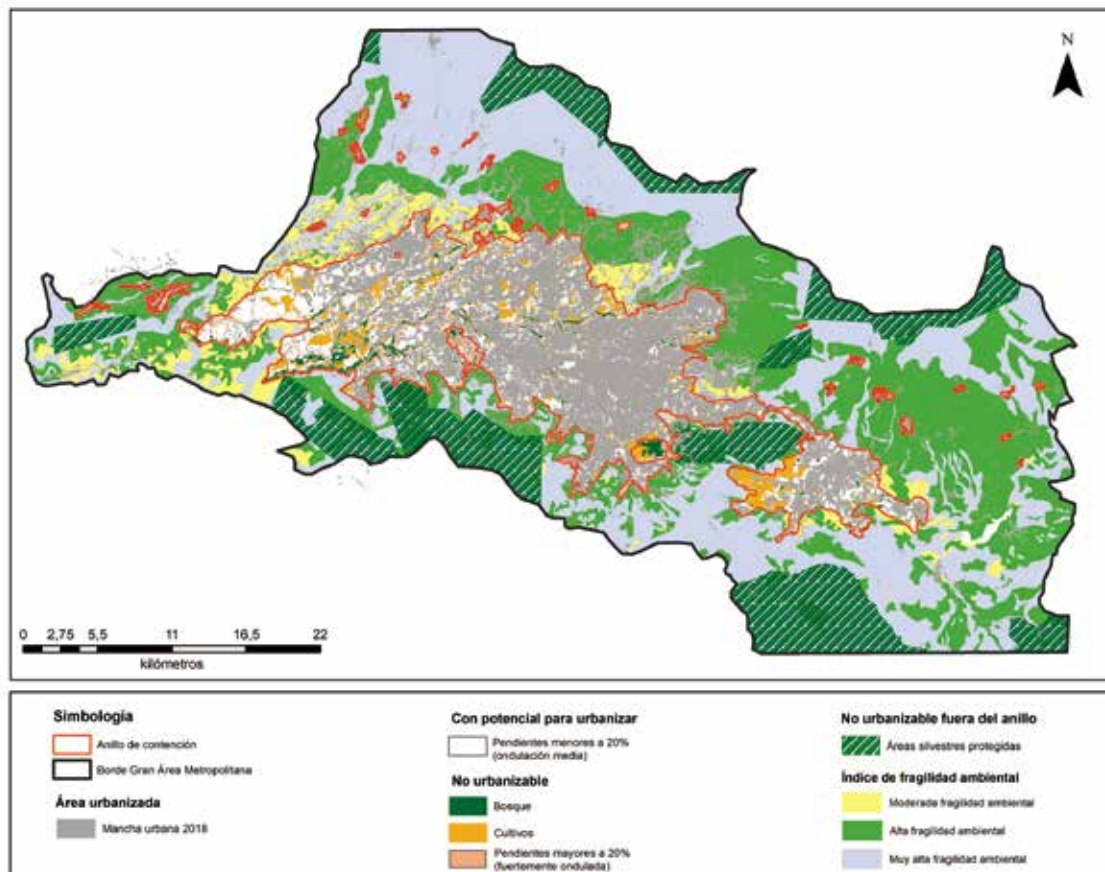 N
0 2,75 5,5 11 16,5 22
kilómetros
Simbología
Anillo de contención
Borde Gran Área Metropolitana
Área urbanizada
Mancha urbana 2018
Con potencial para urbanizar
Pendientes menores a 20%
(ondulación media)
No urbanizable
Bosque
Cultivos
Pendientes mayores a 20%
(fuertemente ondulada)
No urbanizable fuera del anillo
Áreas silvestres protegidas
Índice de fragilidad ambiental
Moderada fragilidad ambiental
Alta fragilidad ambiental
Muy alta fragilidad ambiental